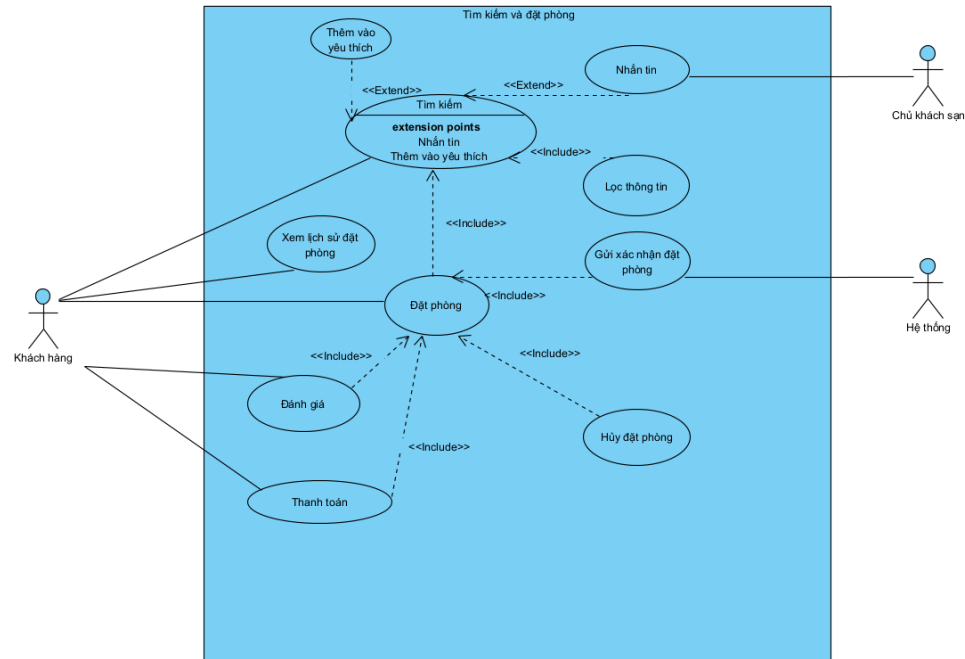 Tìm kiếm và đặt phòng
Thêm vào
yêu thích
Nhắn tin
<<Extend>>
<<Extend>>
Chủ khách sạn
Tìm kiếm
extension points
Nhắn tin
Thêm vào yêu thích
<<Include>>
Lọc thông tin
<<Include>>
Xem lịch sử đặt
phòng
Gửi xác nhận đặt
phòng
<<Include>>
Đặt phòng
Hệ thống
Khách hàng
<<Include>>
<<Include>>
Đánh giá
Hủy đặt phòng
<<Include>>
Thanh toán